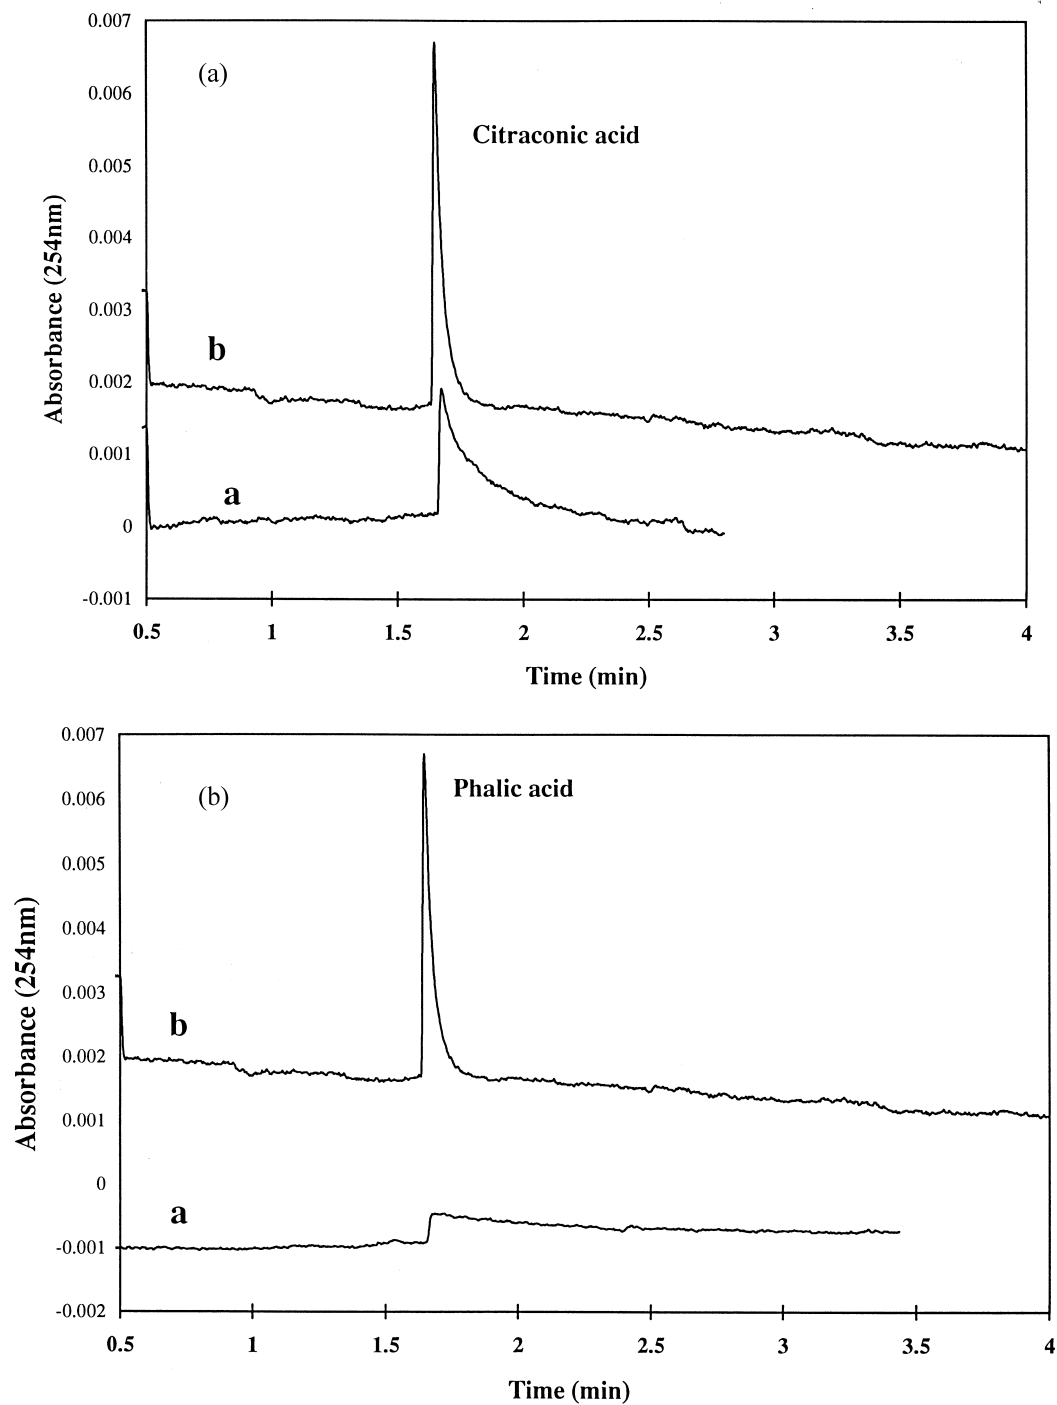 0.007
(a)
0.006
Citraconic acid
0.005
0.004
0.003
b
0.002
0.001
a
0
-0.001
0.5 1 1.5 2 2.5 3 3.5 4
Time (min)
Absorbance (254nm)
0.007
Phalic acid
(b)
0.006
0.005
0.004
0.003
b
0.002
0.001
0
a
-0.001
-0.002
0.5 1 1.5 2 2.5 3 3.5 4
Time (min)
Absorbance (254nm)